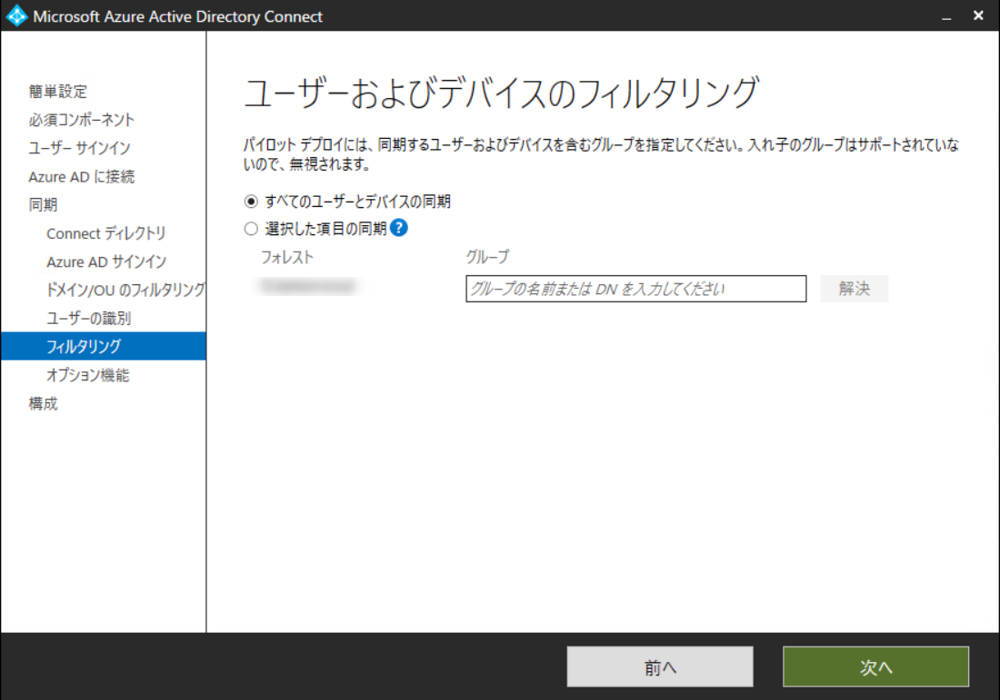 Microsoft Azure Active Directory Connect
簡単設定
必須コンポーネント
ユーザー サインイン
Azure AD に接続
同期
Connect ディレクトリ
Azure AD サインイン
ドメイン/OU のフィルタリング
ユーザーの識別
フィルタリング
オプション機能
構成
ユーザーおよびデバイスのフィルタリング
パイロット デプロイには、同期するユーザーおよびデバイスを含むグループを指定してください。入れ子のグループはサポートされていな
いので、無視されます。
すべてのユーザーとデバイスの同期
選択した項目の同期 ?
フォレスト グループ
グループの名前または DN を入力してください 解決
前へ 次へ